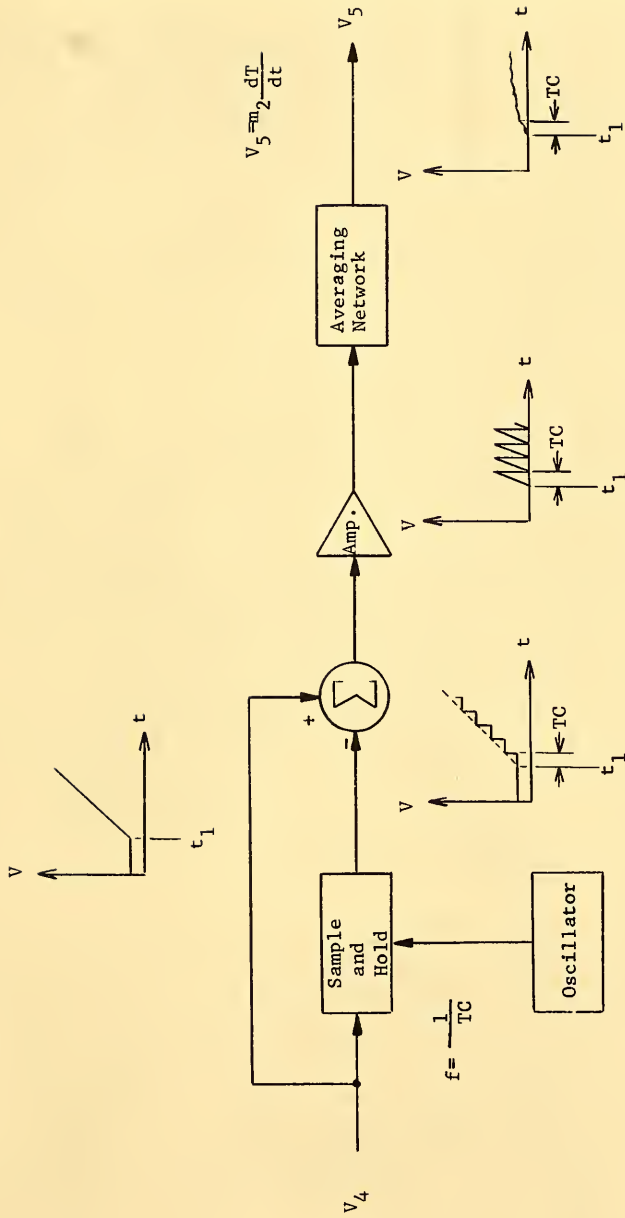 V
t
t₁
V₄
Sample
and
Hold
f = 1/TC
Oscillator
+
−
Σ
V
t
TC
t₁
Amp.
V
t
TC
t₁
Averaging
Network
V₅=m₂ dT/dt
V₅
V
t
TC
t₁